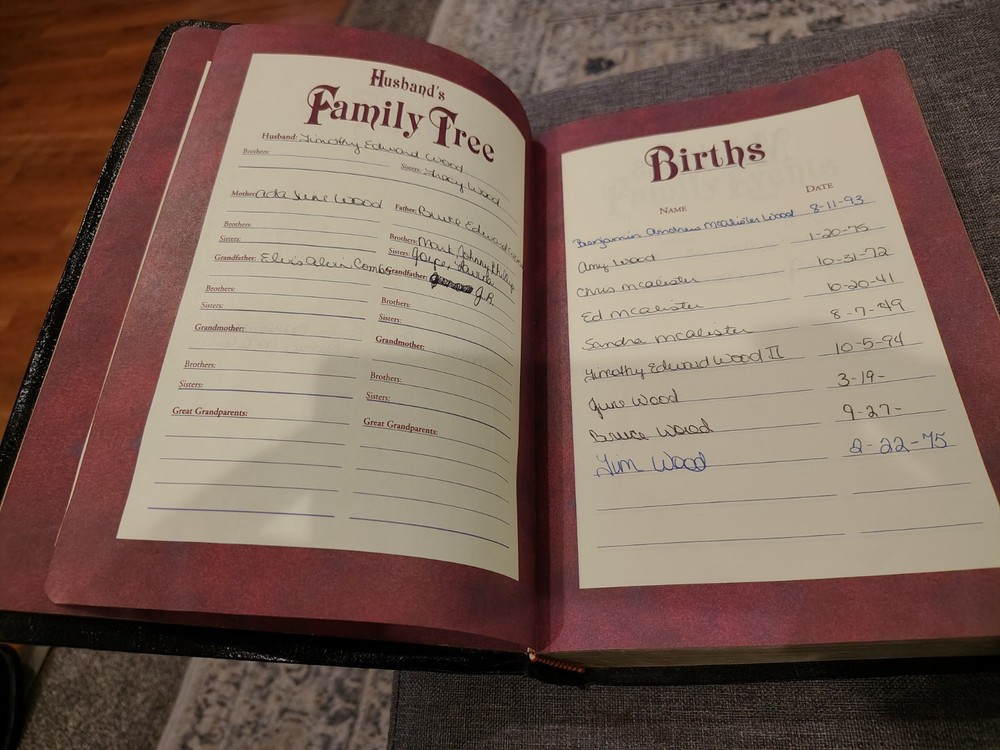 Husband's
Family Tree
Husband: Timothy Edward Wood
Brothers:
Sisters: Tracy Wood
Mother: Ada June Wood
Father: Bruce Edward
Brothers:
Sisters:
Brothers: Mark, Johnny, Phillip
Sisters:
Grandfather: Elvis Alvin Combs
Grandfather: J.R.
Brothers:
Sisters:
Brothers:
Sisters:
Grandmother:
Grandmother:
Brothers:
Sisters:
Brothers:
Sisters:
Great Grandparents:
Great Grandparents:
Births
NAME DATE
Benjamin Andrew McAlister Wood 8-11-93
Amy Wood 1-20-75
Chris McAlister 10-31-72
Ed McAlister 6-20-41
Sandra McAlister 8-7-49
Timothy Edward Wood II 10-5-94
June Wood 3-19-
Bruce Wood 9-27-
Tim Wood 2-22-75